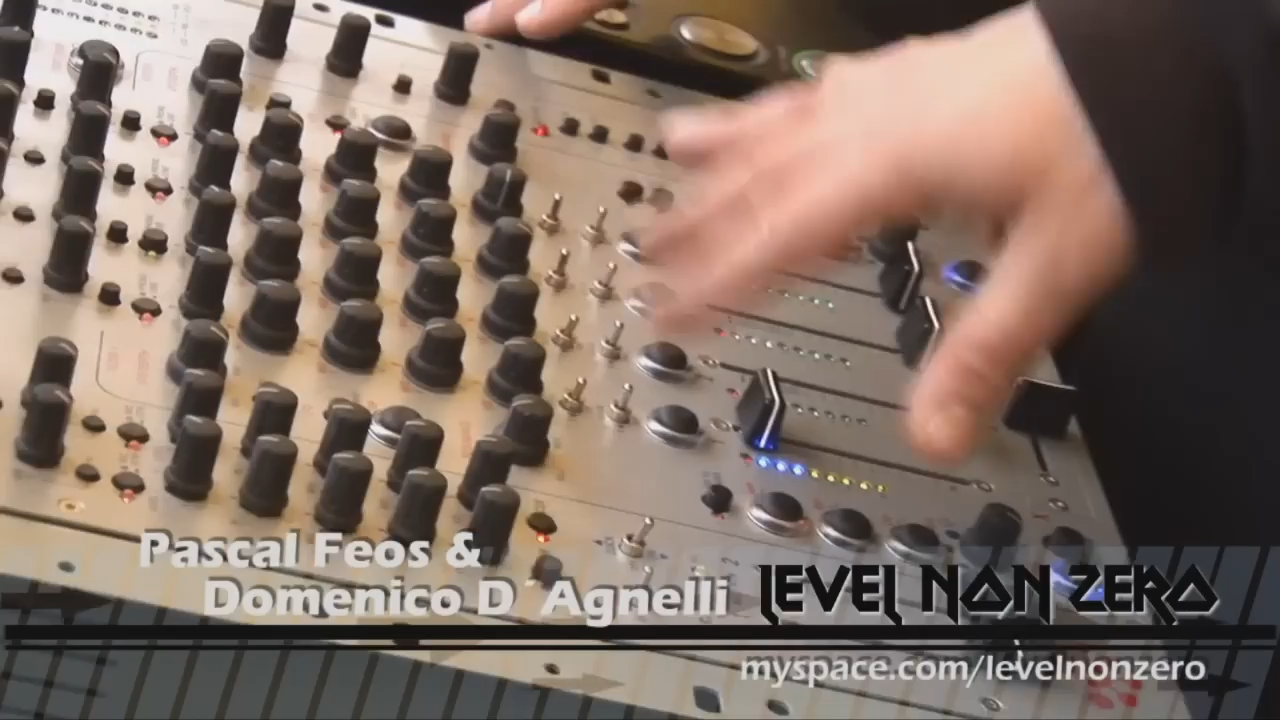 Pascal Feos &
Domenico D´Agnelli
LEVEL NON ZERO
myspace.com/levelnonzero